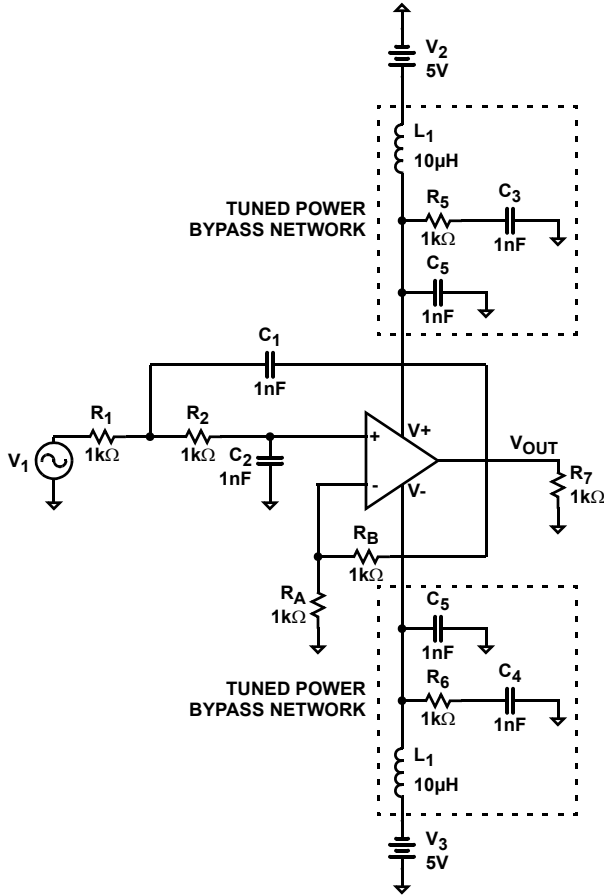 V2
5V
L1
10µH
TUNED POWER
BYPASS NETWORK
R5
1kΩ
C3
1nF
C5
1nF
C1
1nF
R1
1kΩ
R2
1kΩ
C2
1nF
V1
+
-
V+
V-
VOUT
R7
1kΩ
RB
1kΩ
RA
1kΩ
C5
1nF
TUNED POWER
BYPASS NETWORK
R6
1kΩ
C4
1nF
L1
10µH
V3
5V